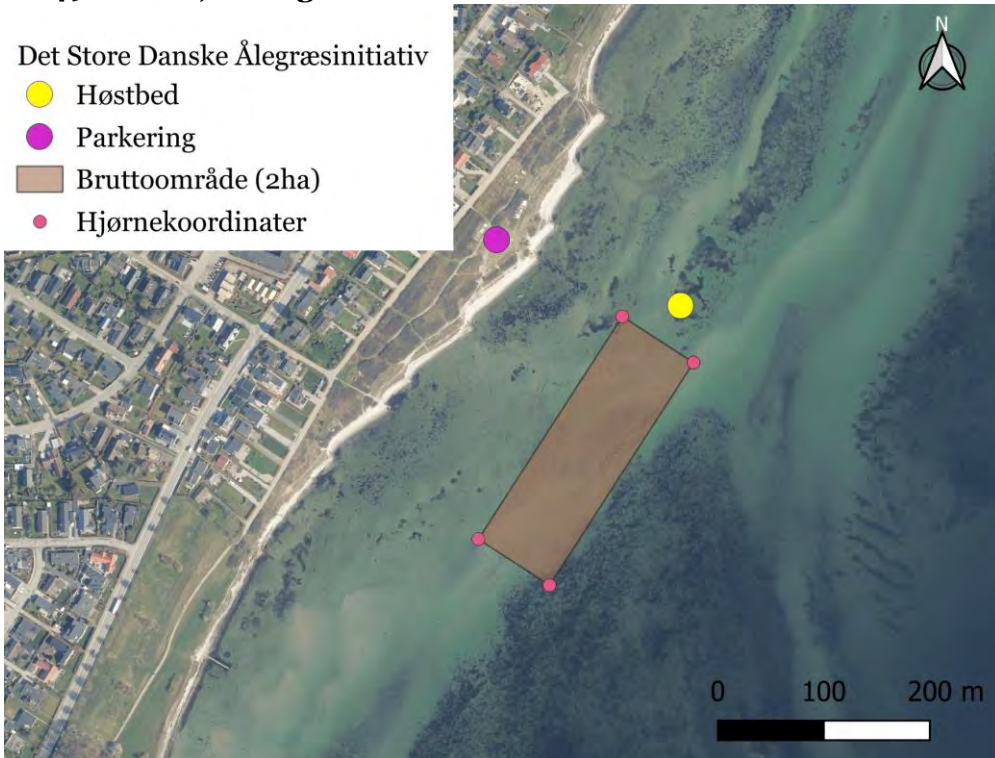 Det Store Danske Ålegræsinitiativ
Høstbed
Parkering
Bruttoområde (2ha)
Hjørnekoordinater
N
0 100 200 m